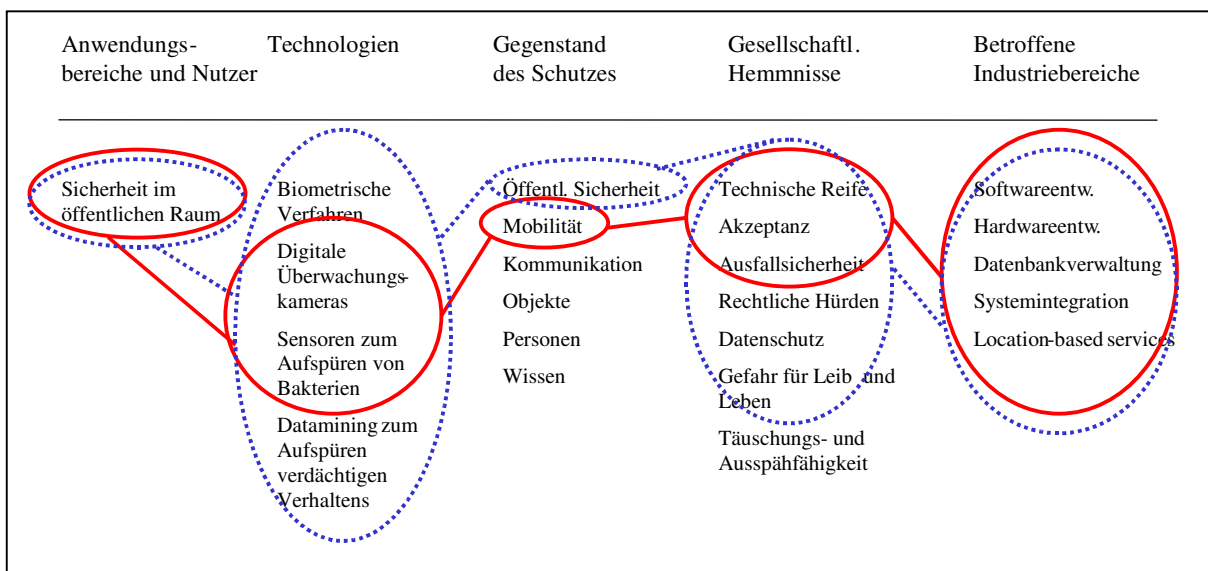 Anwendungs-
bereiche und Nutzer
Technologien
Gegenstand
des Schutzes
Gesellschaftl.
Hemmnisse
Betroffene
Industriebereiche
Sicherheit im
öffentlichen Raum
Biometrische
Verfahren
Digitale
Überwachungs-
kameras
Sensoren zum
Aufspüren von
Bakterien
Datamining zum
Aufspüren
verdächtigen
Verhaltens
Öffentl. Sicherheit
Mobilität
Kommunikation
Objekte
Personen
Wissen
Technische Reife
Akzeptanz
Ausfallsicherheit
Rechtliche Hürden
Datenschutz
Gefahr für Leib und
Leben
Täuschungs- und
Ausspähfähigkeit
Softwareentw.
Hardwareentw.
Datenbankverwaltung
Systemintegration
Location-based services